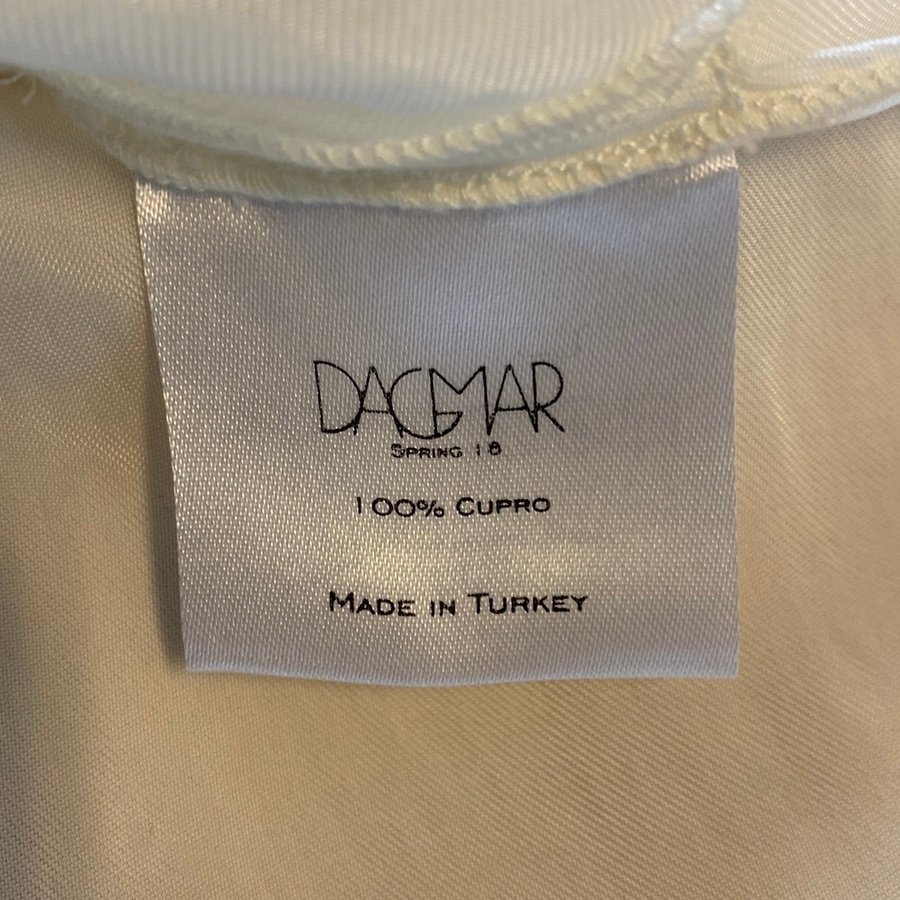 DAGMAR
SPRING 18
100% CUPRO
MADE IN TURKEY